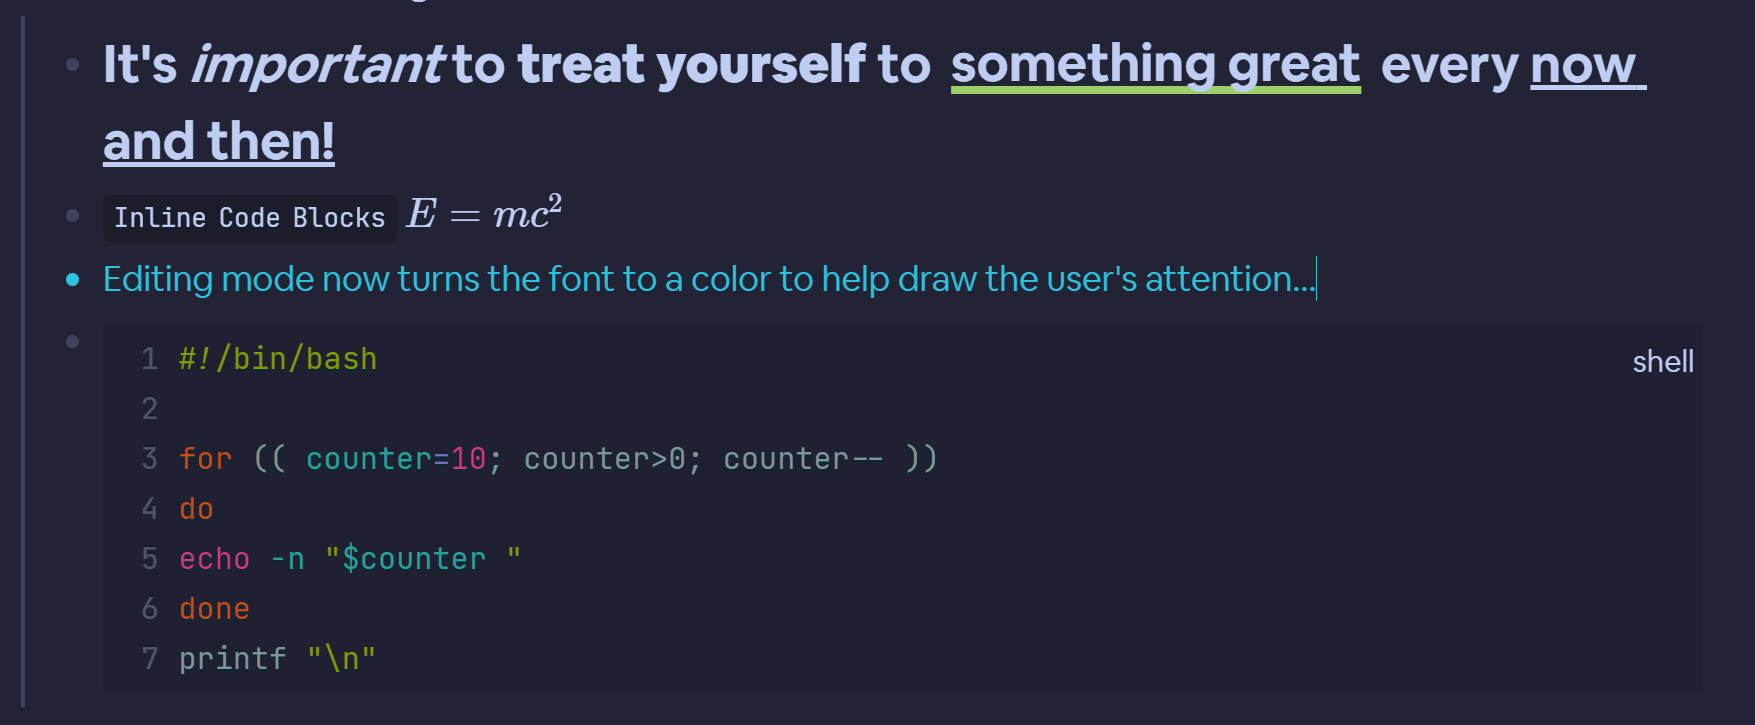 It's important to treat yourself to something great every now
and then!
Inline Code Blocks E = mc²
Editing mode now turns the font to a color to help draw the user's attention...
shell
1 #!/bin/bash
2
3 for (( counter=10; counter>0; counter-- ))
4 do
5 echo -n "$counter "
6 done
7 printf "\n"